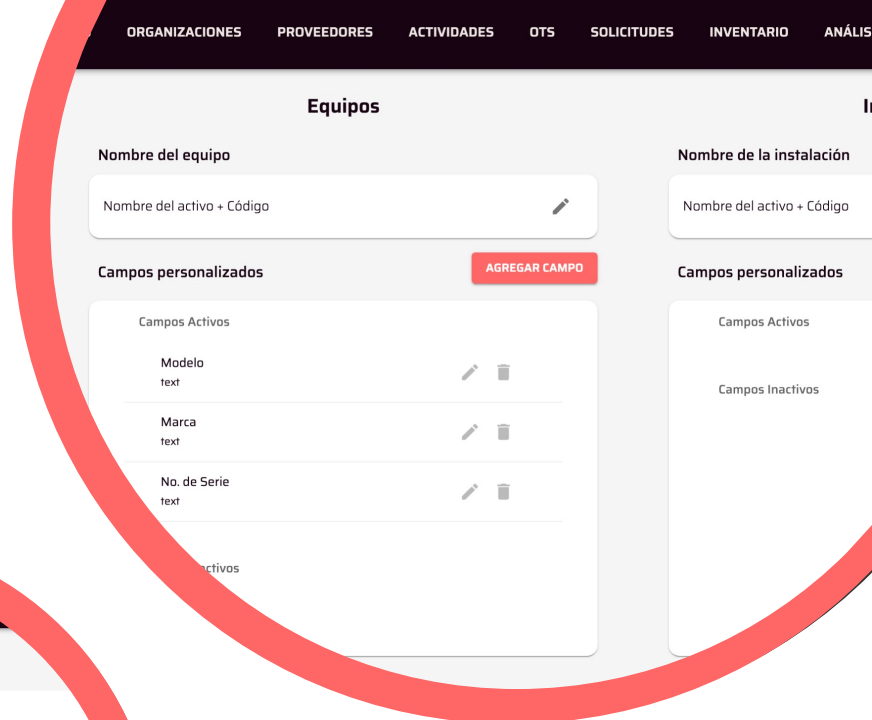 ORGANIZACIONES PROVEEDORES ACTIVIDADES OTS SOLICITUDES INVENTARIO
Equipos
Nombre del equipo
Nombre del activo + Código
Campos personalizados
AGREGAR CAMPO
Campos Activos
Modelo
text
Marca
text
No. de Serie
text
Nombre de la instalación
Nombre del activo + Código
Campos personalizados
Campos Activos
Campos Inactivos